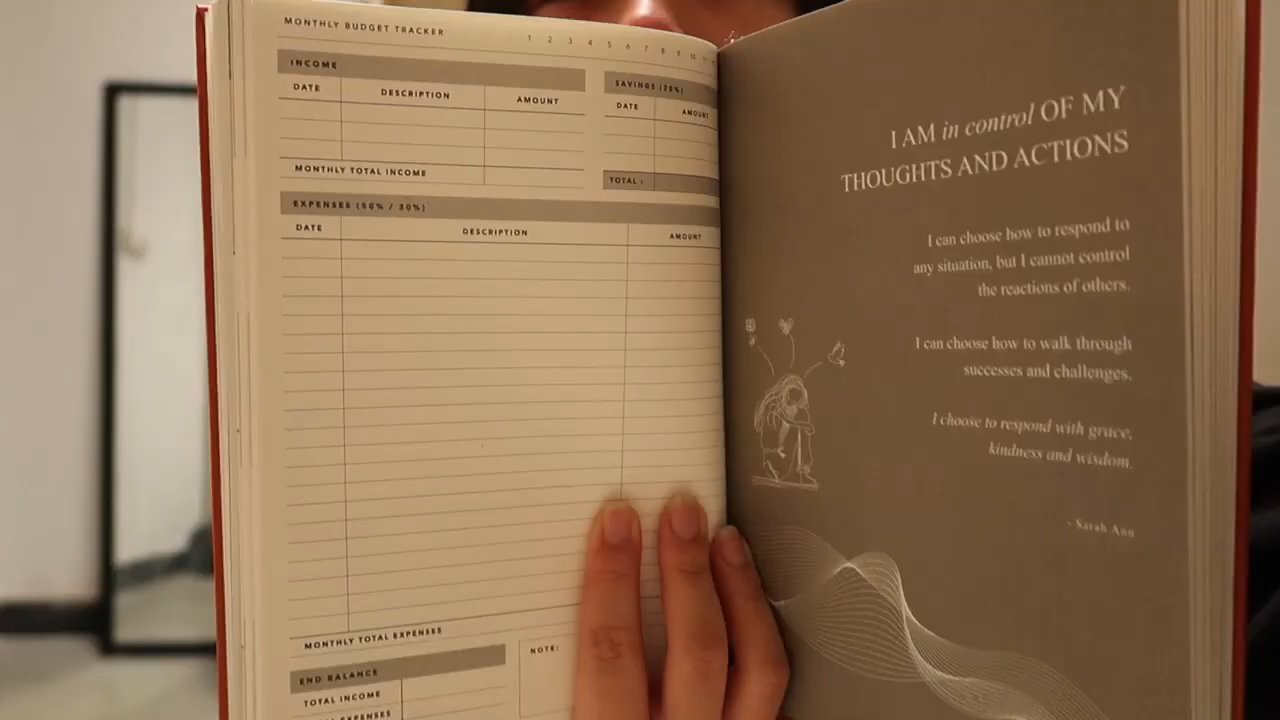 MONTHLY BUDGET TRACKER
1 2 3 4 5 6 7 8 9 10 11
INCOME
DATE DESCRIPTION AMOUNT
MONTHLY TOTAL INCOME
SAVINGS (20%)
DATE AMOUNT
TOTAL :
EXPENSES (50% / 30%)
DATE DESCRIPTION AMOUNT
MONTHLY TOTAL EXPENSES
END BALANCE
TOTAL INCOME
EXPENSES
NOTE:
I AM in control OF MY
THOUGHTS AND ACTIONS
I can choose how to respond to
any situation, but I cannot control
the reactions of others.
I can choose how to walk through
successes and challenges.
I choose to respond with grace,
kindness and wisdom.
- Sarah Ann